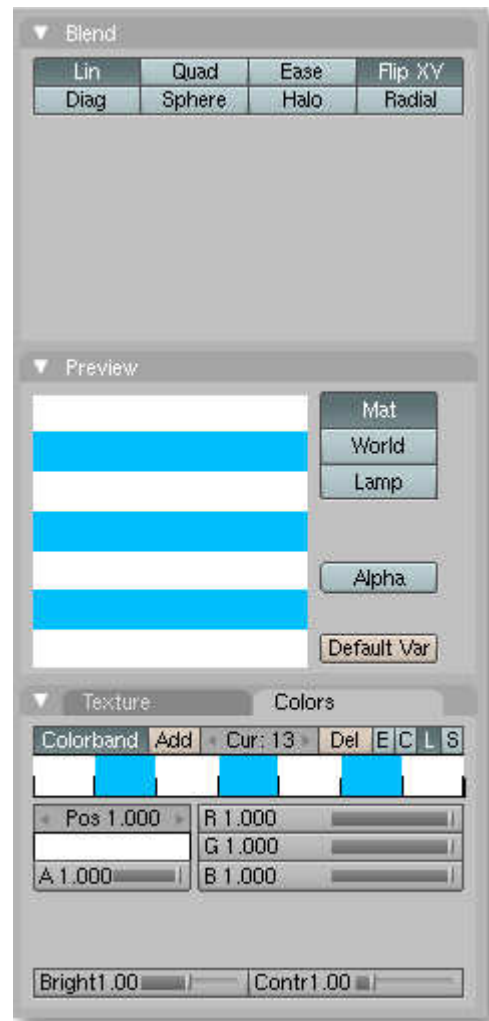 Blend
Lin Quad Ease Flip XY
Diag Sphere Halo Radial
Preview
Mat
World
Lamp
Alpha
Default Var
Texture Colors
Colorband Add Cur: 13 Del E C L S
Pos 1.000 R 1.000
G 1.000
A 1.000 B 1.000
Bright1.00 Contr1.00